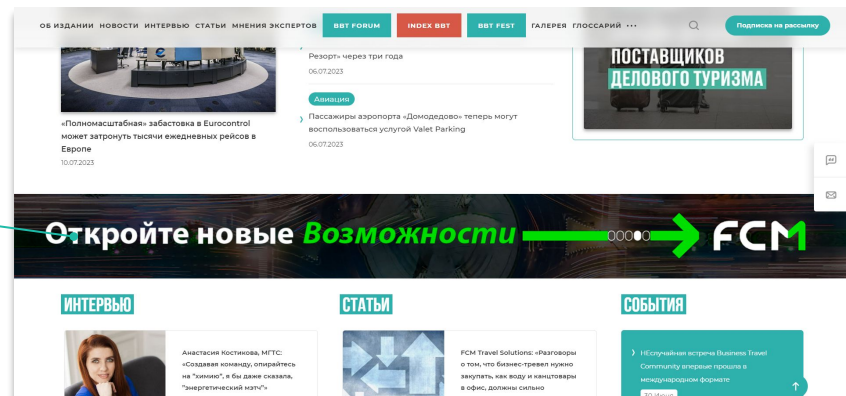 ОБ ИЗДАНИИ НОВОСТИ ИНТЕРВЬЮ СТАТЬИ МНЕНИЯ ЭКСПЕРТОВ BBT FORUM INDEX BBT BBT FEST ГАЛЕРЕЯ ГЛОССАРИЙ ••• Подписка на рассылку
Резорт» через три года
06.07.2023
Авиация
Пассажиры аэропорта «Домодедово» теперь могут
воспользоваться услугой Valet Parking
06.07.2023
ПОСТАВЩИКОВ
ДЕЛОВОГО ТУРИЗМА
«Полномасштабная» забастовка в Eurocontrol
может затронуть тысячи ежедневных рейсов в
Европе
10.07.2023
Откройте новые Возможности FCM
ИНТЕРВЬЮ
Анастасия Костикова, МГТС:
«Создавая команду, опирайтесь
на "химию", я бы даже сказала,
"энергетический мэтч"»
СТАТЬИ
FCM Travel Solutions: «Разговоры
о том, что бизнес-тревел нужно
закупать, как воду и канцтовары
в офис, должны сильно
СОБЫТИЯ
НЕслучайная встреча Business Travel
Community впервые прошла в
международном формате
30 Июня